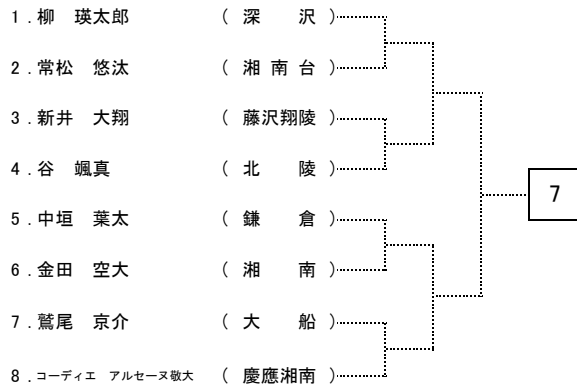 1．柳　瑛太郎　（ 深　沢 ）
2．常松　悠汰　（ 湘 南 台 ）
3．新井　大翔　（ 藤沢翔陵 ）
4．谷　颯真　（ 北　陵 ）
5．中垣　葉太　（ 鎌　倉 ）
6．金田　空大　（ 湘　南 ）
7．鷲尾　京介　（ 大　船 ）
8．コーディエ　アルセーヌ敬大　（ 慶應湘南 ）
7